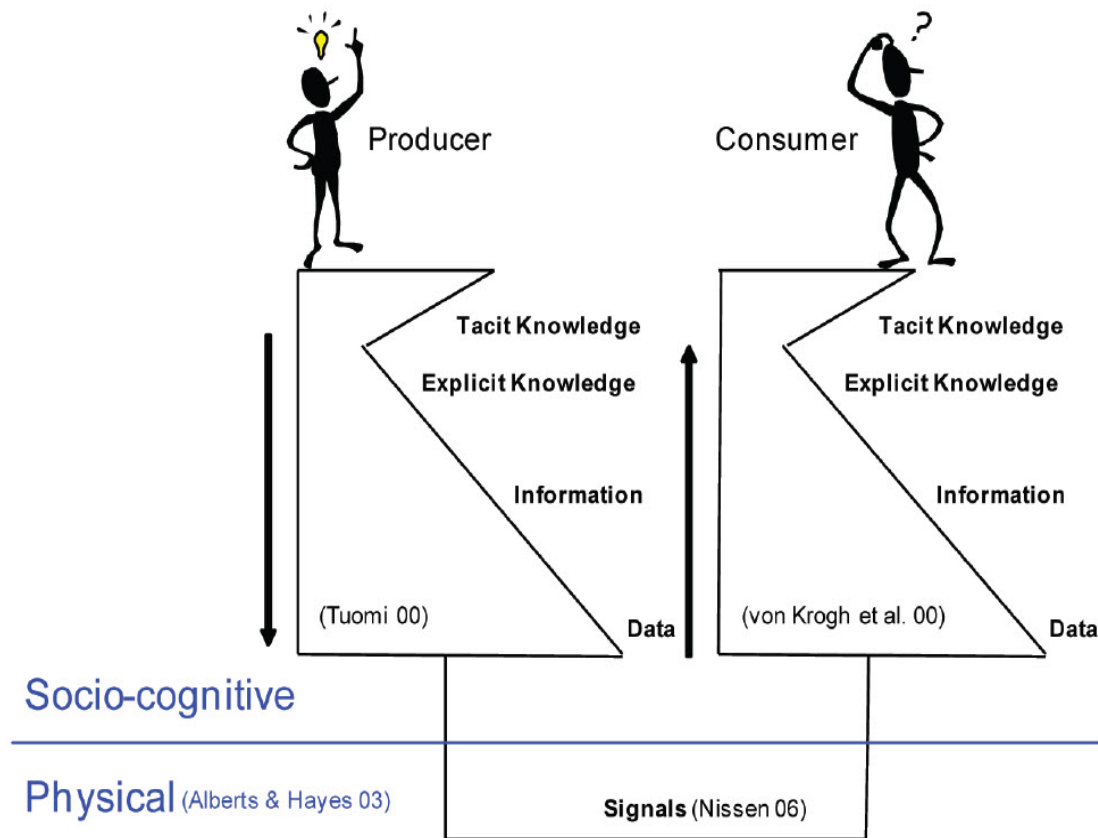 ?
Producer
Consumer
Tacit Knowledge
Tacit Knowledge
Explicit Knowledge
Explicit Knowledge
Information
Information
(Tuomi 00)
Data
(von Krogh et al. 00)
Data
Socio-cognitive
Physical (Alberts & Hayes 03)
Signals (Nissen 06)